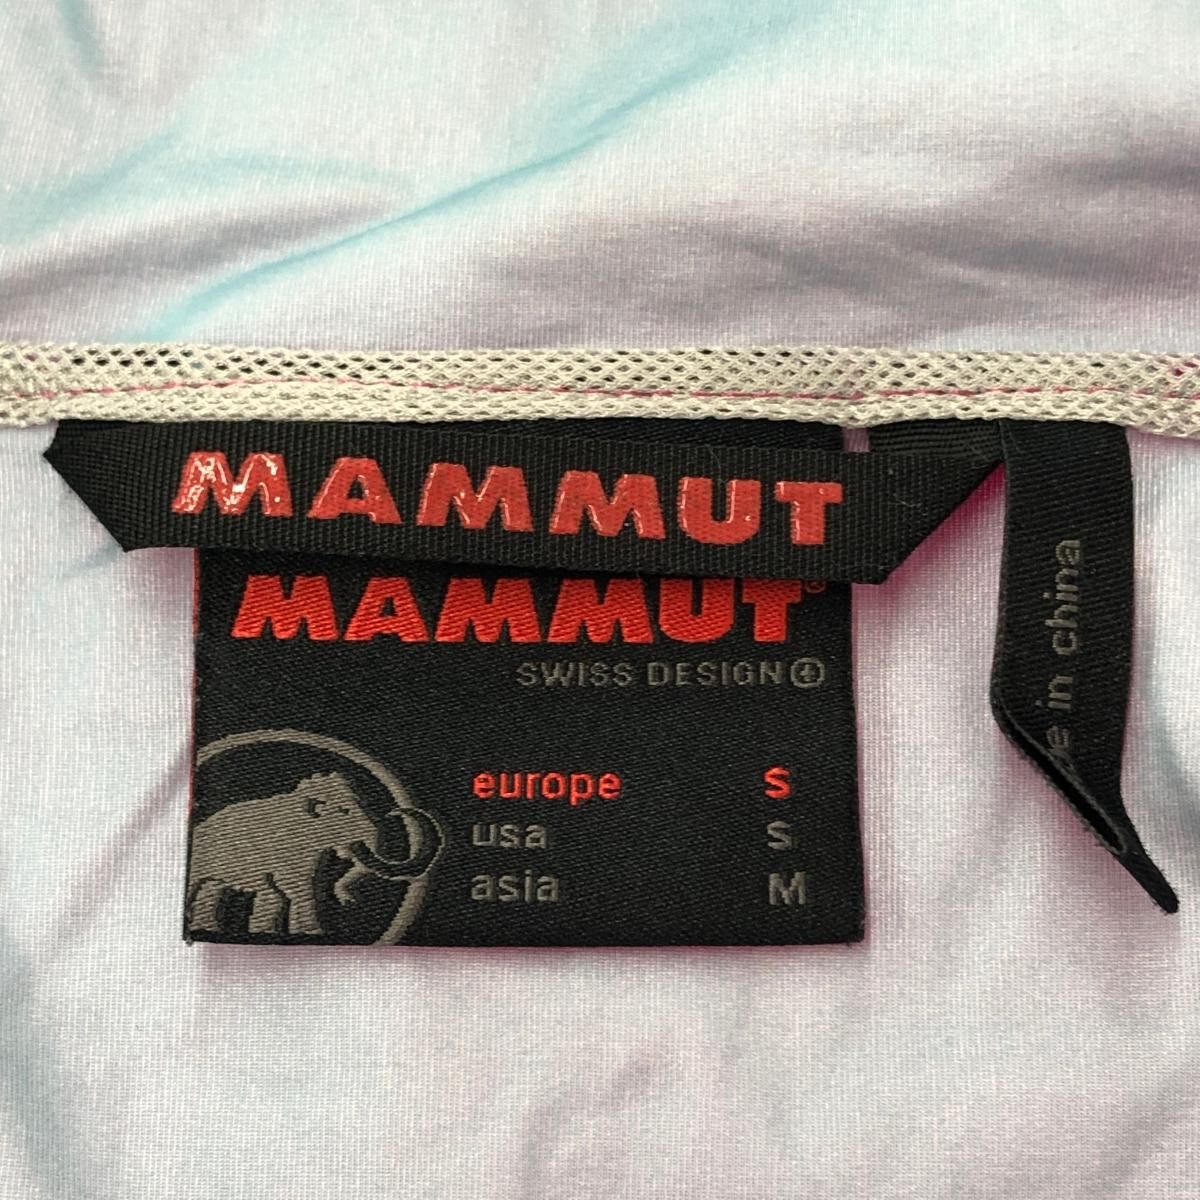 MAMMUT
MAMMUT®
SWISS DESIGN
europe S
usa S
asia M
in china